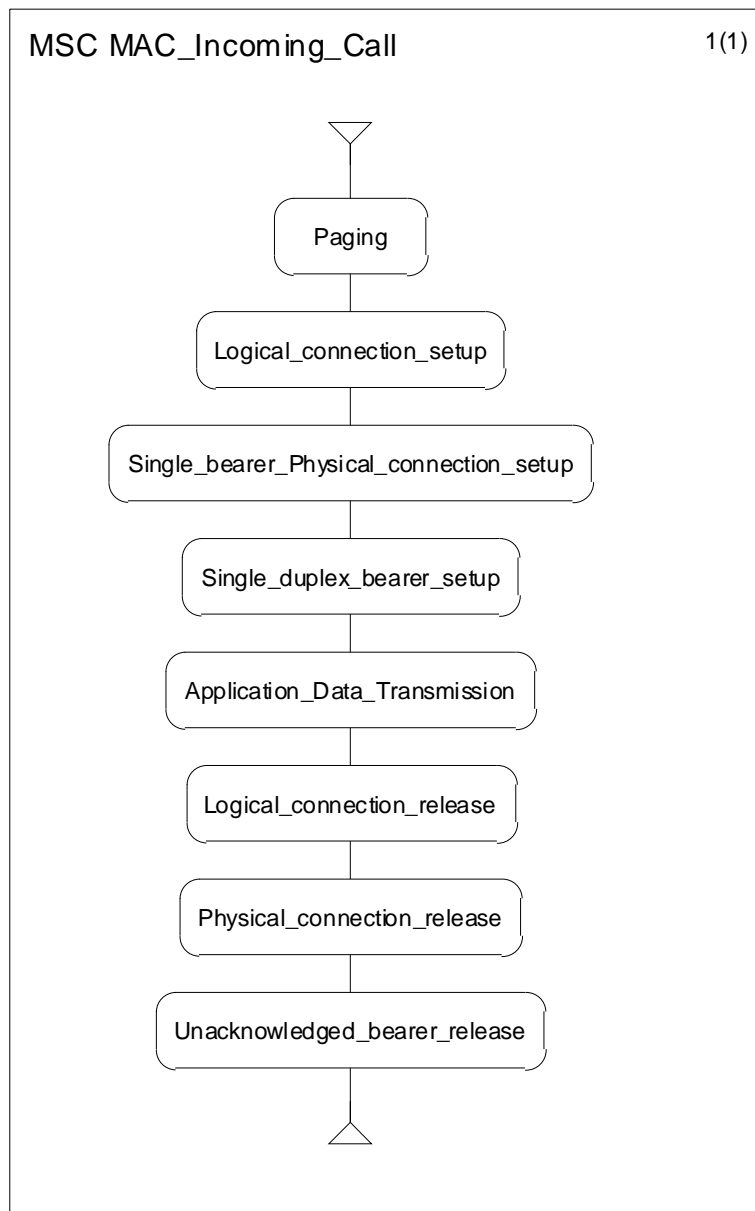 MSC MAC_Incoming_Call 1(1)
Paging
Logical_connection_setup
Single_bearer_Physical_connection_setup
Single_duplex_bearer_setup
Application_Data_Transmission
Logical_connection_release
Physical_connection_release
Unacknowledged_bearer_release